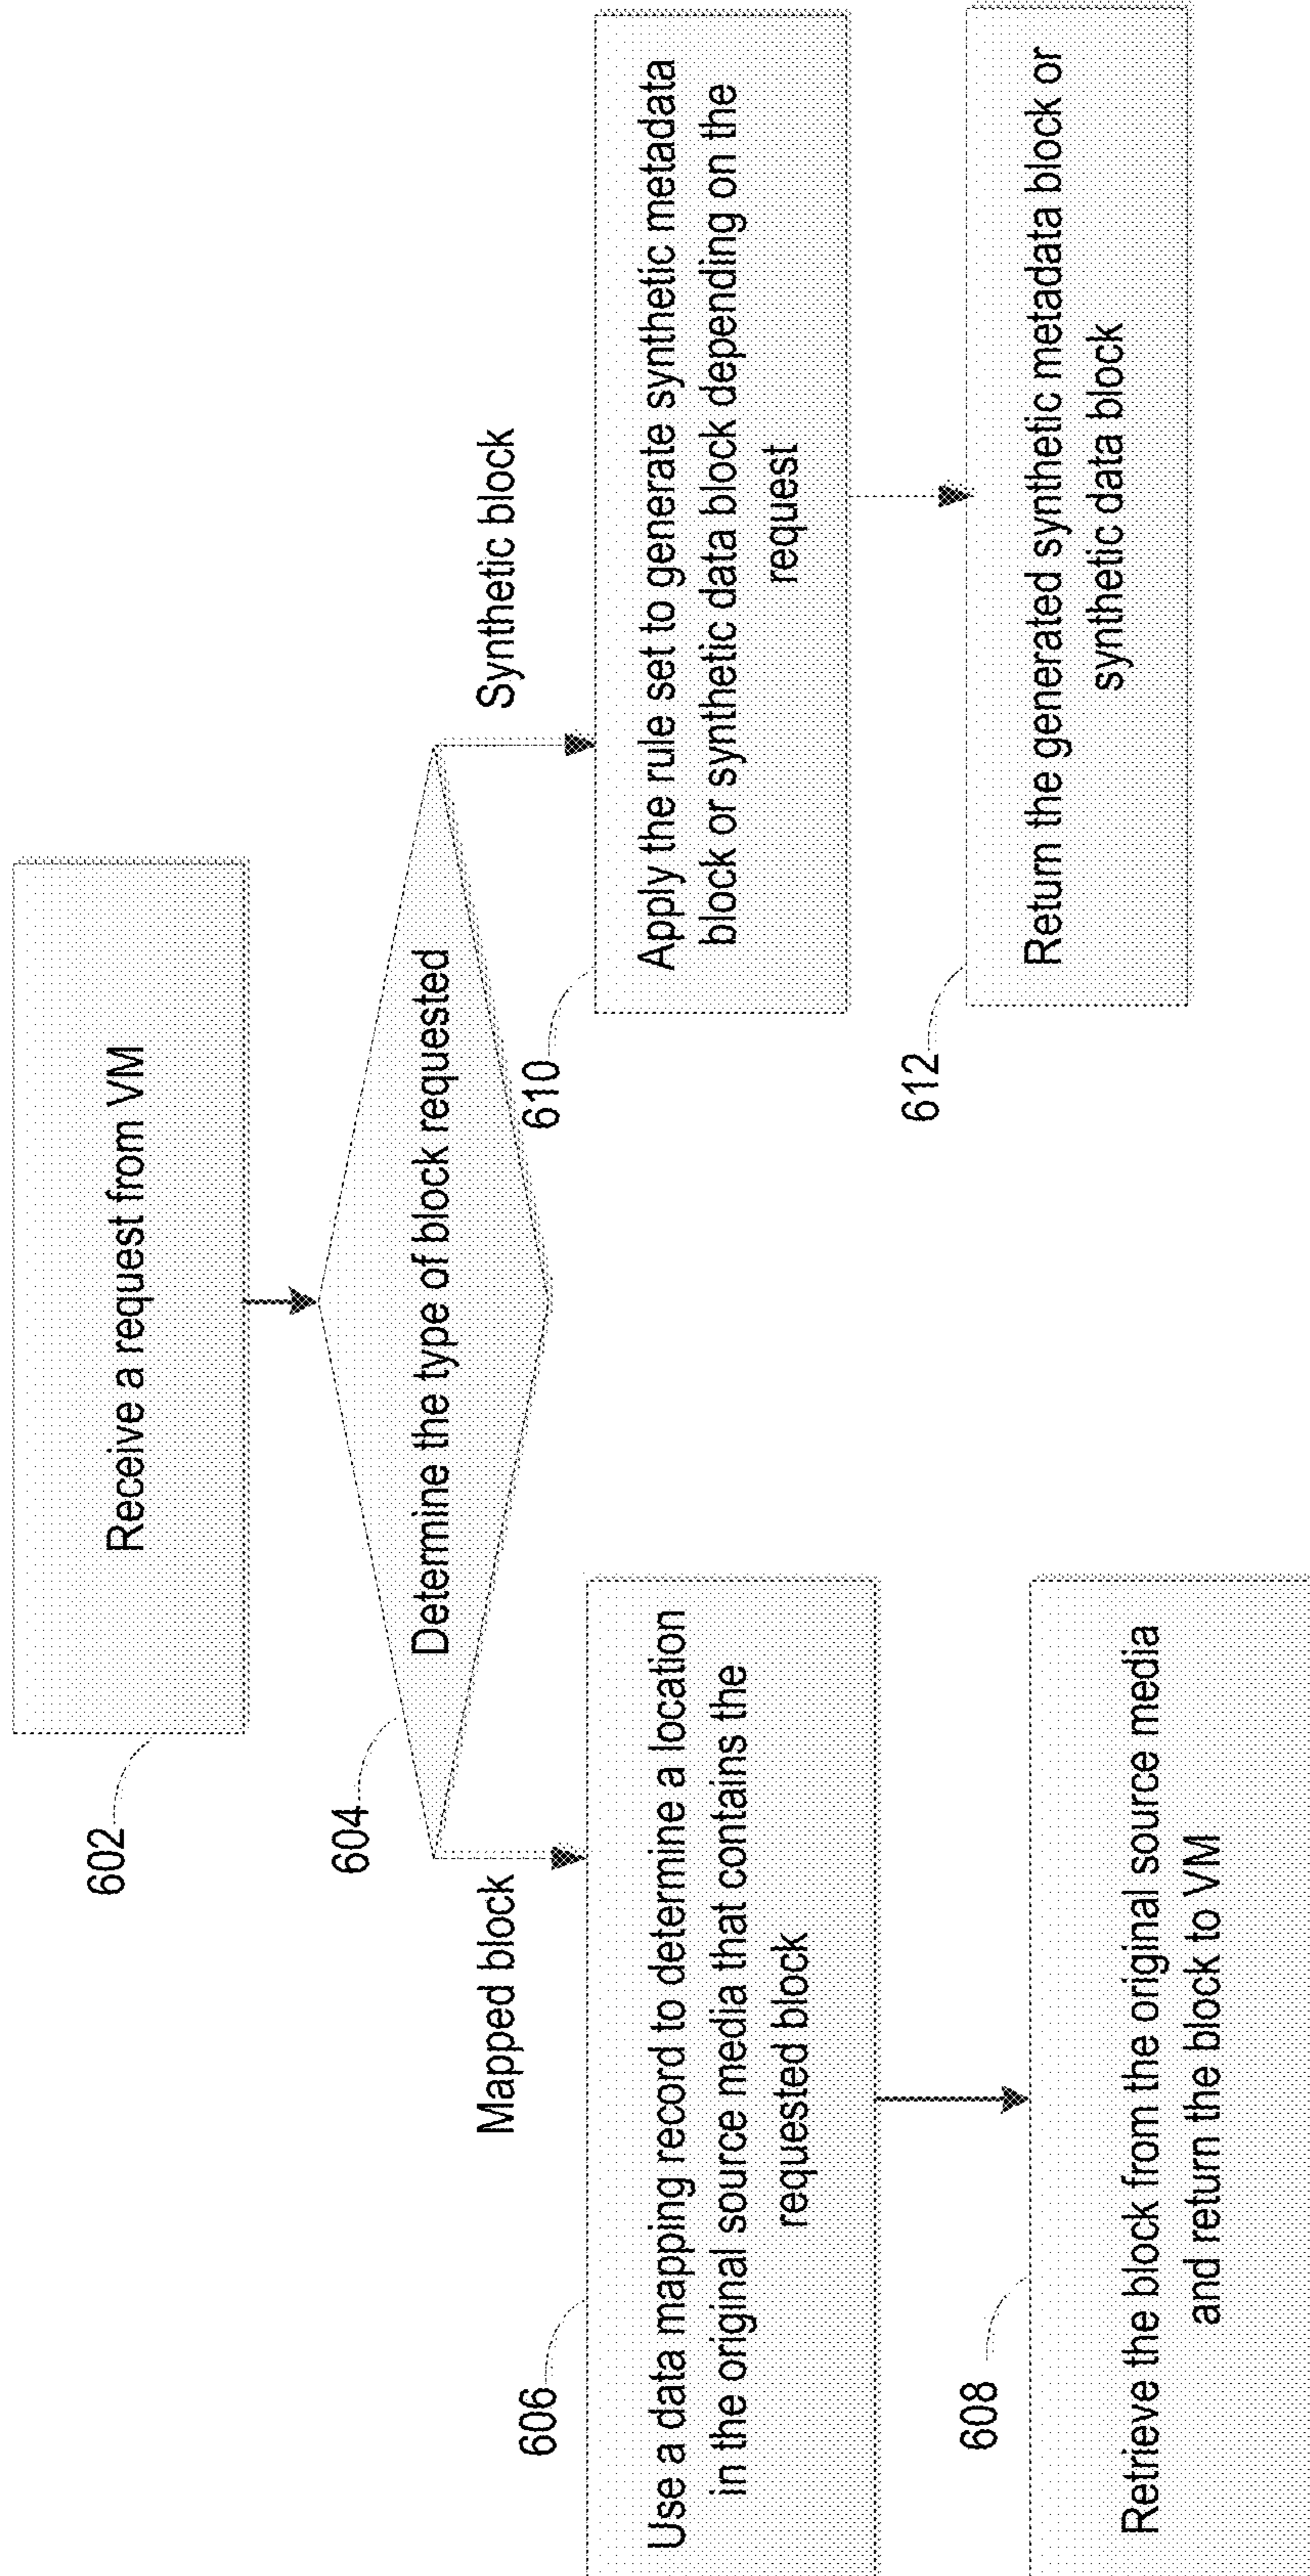 602
Receive a request from VM
604
Determine the type of block requested
Mapped block
Synthetic block
606
Use a data mapping record to determine a location
in the original source media that contains the
requested block
610
Apply the rule set to generate synthetic metadata
block or synthetic data block depending on the
request
608
Retrieve the block from the original source media
and return the block to VM
612
Return the generated synthetic metadata block or
synthetic data block